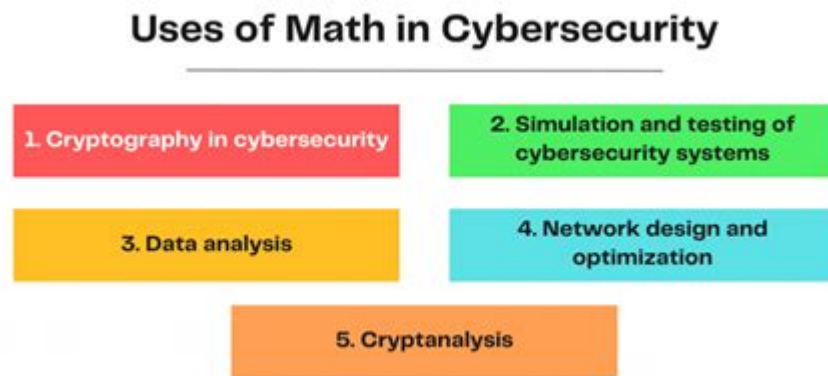 Uses of Math in Cybersecurity
1. Cryptography in cybersecurity
2. Simulation and testing of
cybersecurity systems
3. Data analysis
4. Network design and
optimization
5. Cryptanalysis